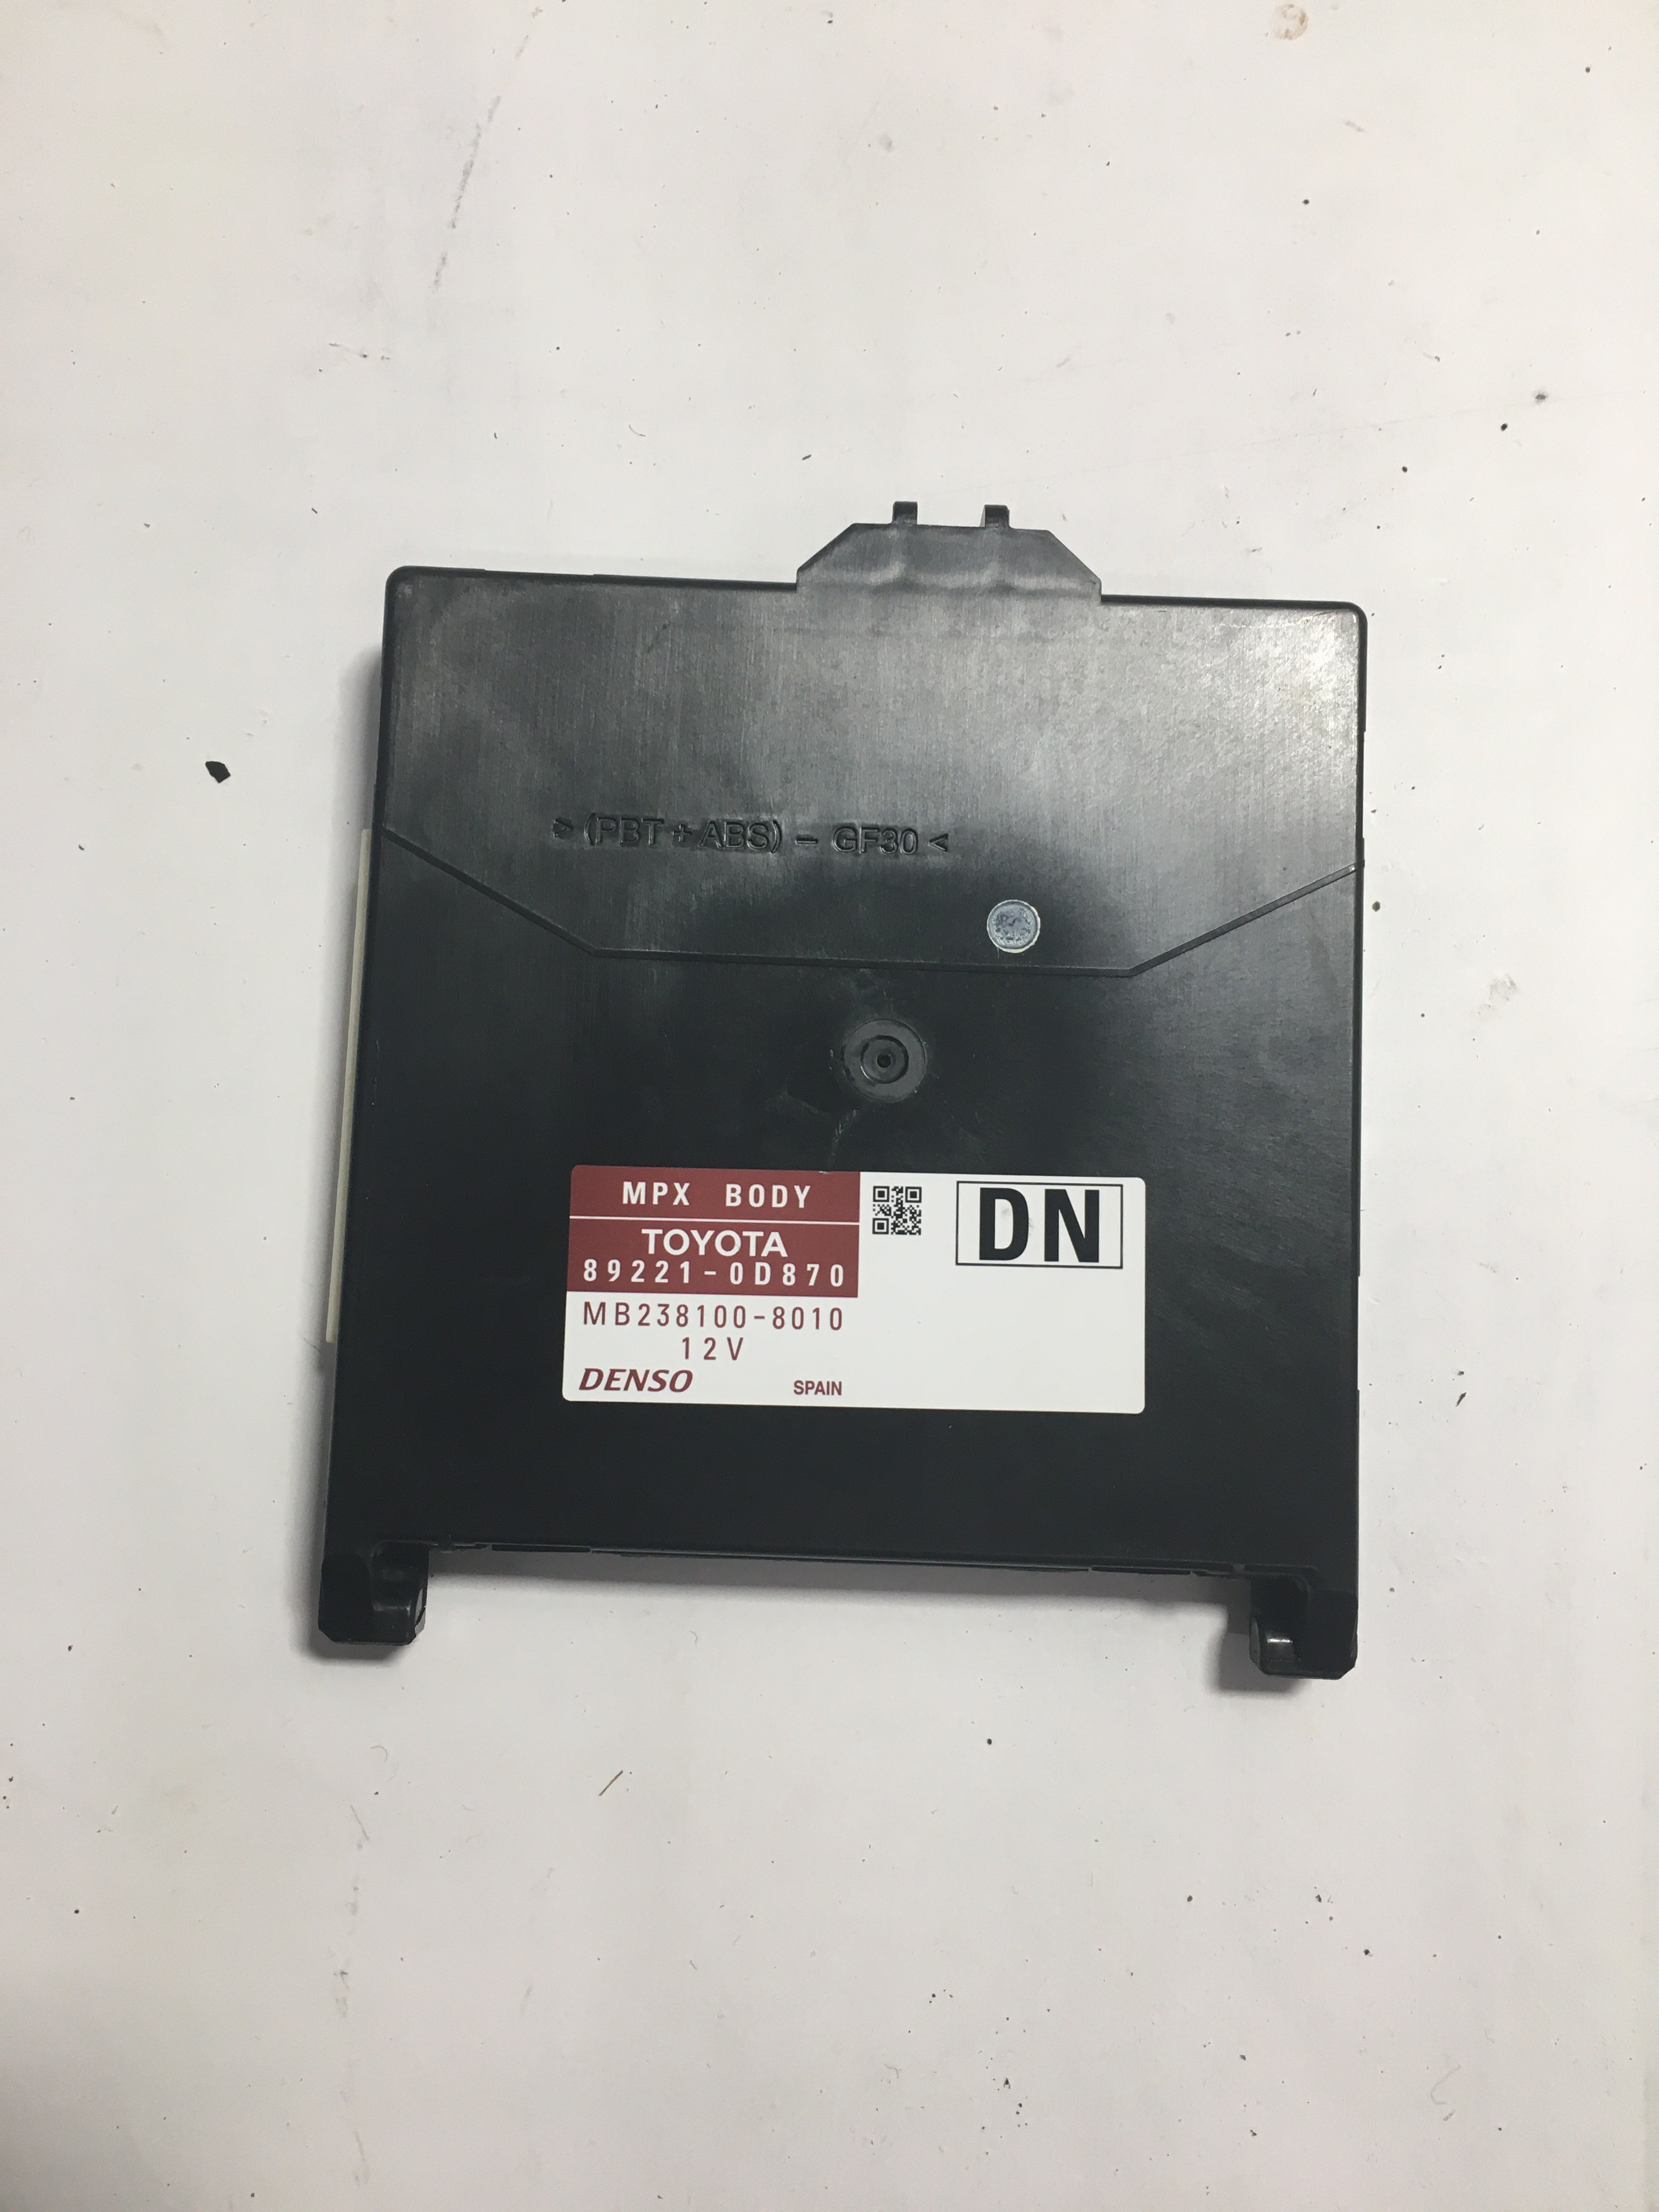 > (PBT + ABS) – GF30 <
MPX BODY
TOYOTA
89221-0D870
MB238100-8010
12V
DENSO SPAIN
DN